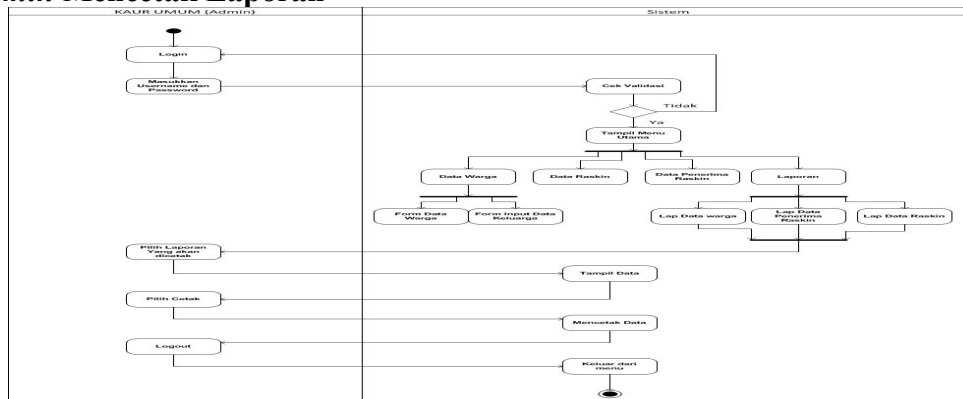 Mencetak Laporan
KAUR UMUM (Admin)
Sistem
Login
Masukkan
Username dan
Password
Cek Validasi
Tidak
Ya
Tampil Menu
Utama
Data Warga
Data Raskin
Data Penerima
Raskin
Laporan
Form Data
Warga
Form Input Data
Keluarga
Lap Data warga
Lap Data
Penerima
Raskin
Lap Data Raskin
Pilih Laporan
Yang akan
dicetak
Tampil Data
Pilih Cetak
Mencetak Data
Logout
Keluar dari
menu